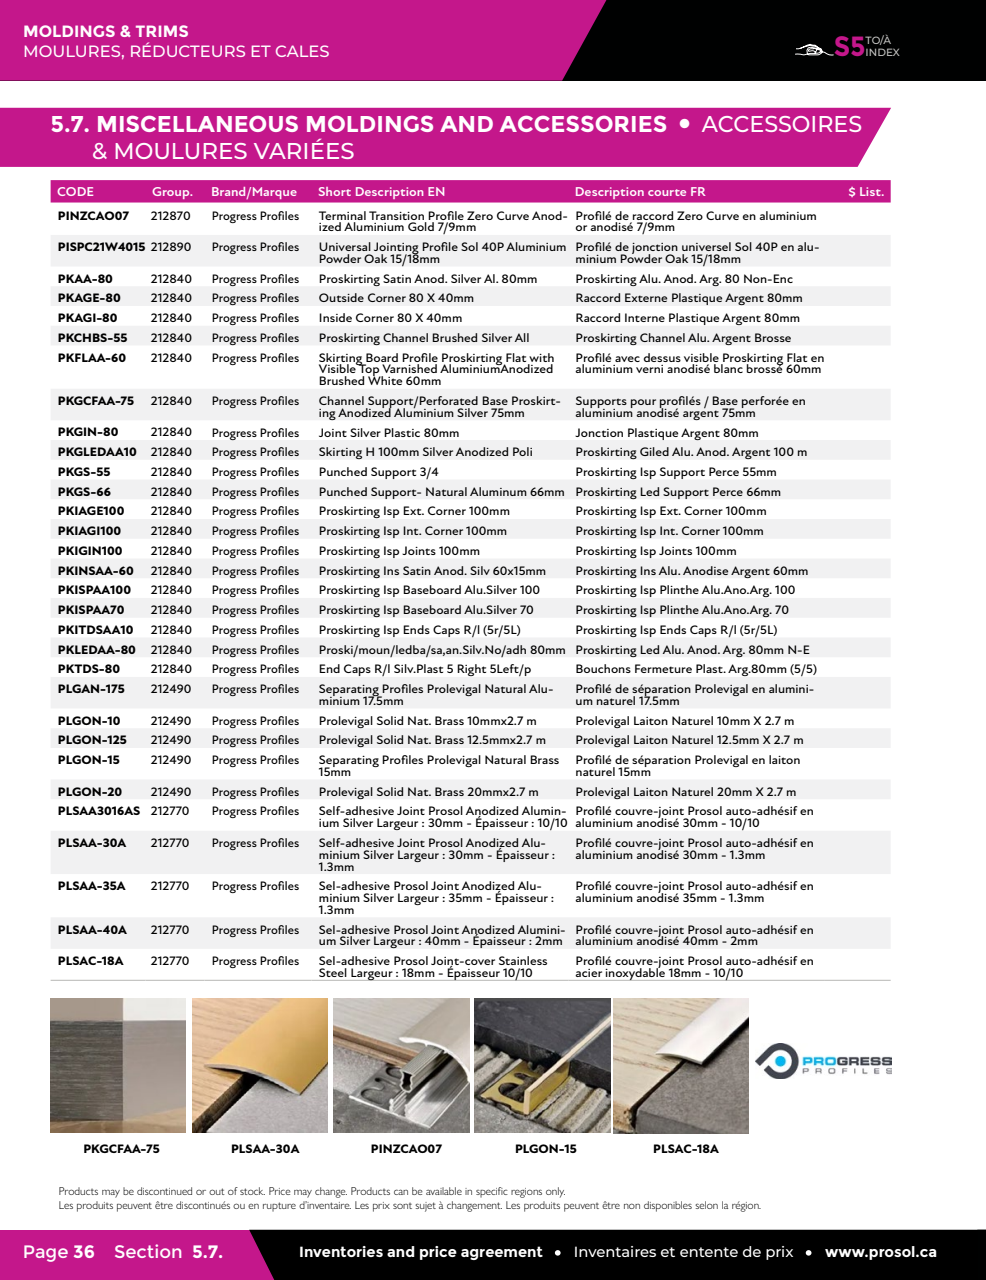 MOLDINGS & TRIMS
MOULURES, RÉDUCTEURS ET CALES
S5 TO/À INDEX
5.7. MISCELLANEOUS MOLDINGS AND ACCESSORIES • ACCESSOIRES
& MOULURES VARIÉES
CODE Group. Brand/Marque Short Description EN Description courte FR $ List.
PINZCAO07 212870 Progress Profiles Terminal Transition Profile Zero Curve Anod- Profilé de raccord Zero Curve en aluminium
ized Aluminium Gold 7/9mm or anodisé 7/9mm
PISPC21W4015 212890 Progress Profiles Universal Jointing Profile Sol 40P Aluminium Profilé de jonction universel Sol 40P en alu-
Powder Oak 15/18mm minium Powder Oak 15/18mm
PKAA-80 212840 Progress Profiles Proskirting Satin Anod. Silver Al. 80mm Proskirting Alu. Anod. Arg. 80 Non-Enc
PKAGE-80 212840 Progress Profiles Outside Corner 80 X 40mm Raccord Externe Plastique Argent 80mm
PKAGI-80 212840 Progress Profiles Inside Corner 80 X 40mm Raccord Interne Plastique Argent 80mm
PKCHBS-55 212840 Progress Profiles Proskirting Channel Brushed Silver All Proskirting Channel Alu. Argent Brosse
PKFLAA-60 212840 Progress Profiles Skirting Board Profile Proskirting Flat with Profilé avec dessus visible Proskirting Flat en
Visible Top Varnished AluminiumAnodized aluminium verni anodisé blanc brossé 60mm
Brushed White 60mm
PKGCFAA-75 212840 Progress Profiles Channel Support/Perforated Base Proskirt- Supports pour profilés / Base perforée en
ing Anodized Aluminium Silver 75mm aluminium anodisé argent 75mm
PKGIN-80 212840 Progress Profiles Joint Silver Plastic 80mm Jonction Plastique Argent 80mm
PKGLEDAA10 212840 Progress Profiles Skirting H 100mm Silver Anodized Poli Proskirting Giled Alu. Anod. Argent 100 m
PKGS-55 212840 Progress Profiles Punched Support 3/4 Proskirting Isp Support Perce 55mm
PKGS-66 212840 Progress Profiles Punched Support- Natural Aluminum 66mm Proskirting Led Support Perce 66mm
PKIAGE100 212840 Progress Profiles Proskirting Isp Ext. Corner 100mm Proskirting Isp Ext. Corner 100mm
PKIAGI100 212840 Progress Profiles Proskirting Isp Int. Corner 100mm Proskirting Isp Int. Corner 100mm
PKIGIN100 212840 Progress Profiles Proskirting Isp Joints 100mm Proskirting Isp Joints 100mm
PKINSAA-60 212840 Progress Profiles Proskirting Ins Satin Anod. Silv 60x15mm Proskirting Ins Alu. Anodise Argent 60mm
PKISPAA100 212840 Progress Profiles Proskirting Isp Baseboard Alu.Silver 100 Proskirting Isp Plinthe Alu.Ano.Arg. 100
PKISPAA70 212840 Progress Profiles Proskirting Isp Baseboard Alu.Silver 70 Proskirting Isp Plinthe Alu.Ano.Arg. 70
PKITDSAA10 212840 Progress Profiles Proskirting Isp Ends Caps R/l (5r/5L) Proskirting Isp Ends Caps R/l (5r/5L)
PKLEDAA-80 212840 Progress Profiles Proski/moun/ledba/sa,an.Silv.No/adh 80mm Proskirting Led Alu. Anod. Arg. 80mm N-E
PKTDS-80 212840 Progress Profiles End Caps R/l Silv.Plast 5 Right 5Left/p Bouchons Fermeture Plast. Arg.80mm (5/5)
PLGAN-175 212490 Progress Profiles Separating Profiles Prolevigal Natural Alu- Profilé de séparation Prolevigal en alumini-
minium 17.5mm um naturel 17.5mm
PLGON-10 212490 Progress Profiles Prolevigal Solid Nat. Brass 10mmx2.7 m Prolevigal Laiton Naturel 10mm X 2.7 m
PLGON-125 212490 Progress Profiles Prolevigal Solid Nat. Brass 12.5mmx2.7 m Prolevigal Laiton Naturel 12.5mm X 2.7 m
PLGON-15 212490 Progress Profiles Separating Profiles Prolevigal Natural Brass Profilé de séparation Prolevigal en laiton
15mm naturel 15mm
PLGON-20 212490 Progress Profiles Prolevigal Solid Nat. Brass 20mmx2.7 m Prolevigal Laiton Naturel 20mm X 2.7 m
PLSAA3016AS 212770 Progress Profiles Self-adhesive Joint Prosol Anodized Alumin- Profilé couvre-joint Prosol auto-adhésif en
ium Silver Largeur : 30mm - Épaisseur : 10/10 aluminium anodisé 30mm - 10/10
PLSAA-30A 212770 Progress Profiles Self-adhesive Joint Prosol Anodized Alu- Profilé couvre-joint Prosol auto-adhésif en
minium Silver Largeur : 30mm - Épaisseur : aluminium anodisé 30mm - 1.3mm
1.3mm
PLSAA-35A 212770 Progress Profiles Sel-adhesive Prosol Joint Anodized Alu- Profilé couvre-joint Prosol auto-adhésif en
minium Silver Largeur : 35mm - Épaisseur : aluminium anodisé 35mm - 1.3mm
1.3mm
PLSAA-40A 212770 Progress Profiles Sel-adhesive Prosol Joint Anodized Alumini- Profilé couvre-joint Prosol auto-adhésif en
um Silver Largeur : 40mm - Épaisseur : 2mm aluminium anodisé 40mm - 2mm
PLSAC-18A 212770 Progress Profiles Sel-adhesive Prosol Joint-cover Stainless Profilé couvre-joint Prosol auto-adhésif en
Steel Largeur : 18mm - Épaisseur 10/10 acier inoxydable 18mm - 10/10
PROGRESS
PROFILES
PKGCFAA-75 PLSAA-30A PINZCAO07 PLGON-15 PLSAC-18A
Products may be discontinued or out of stock. Price may change. Products can be available in specific regions only.
Les produits peuvent être discontinués ou en rupture d'inventaire. Les prix sont sujet à changement. Les produits peuvent être non disponibles selon la région.
Page 36 Section 5.7. Inventories and price agreement • Inventaires et entente de prix • www.prosol.ca